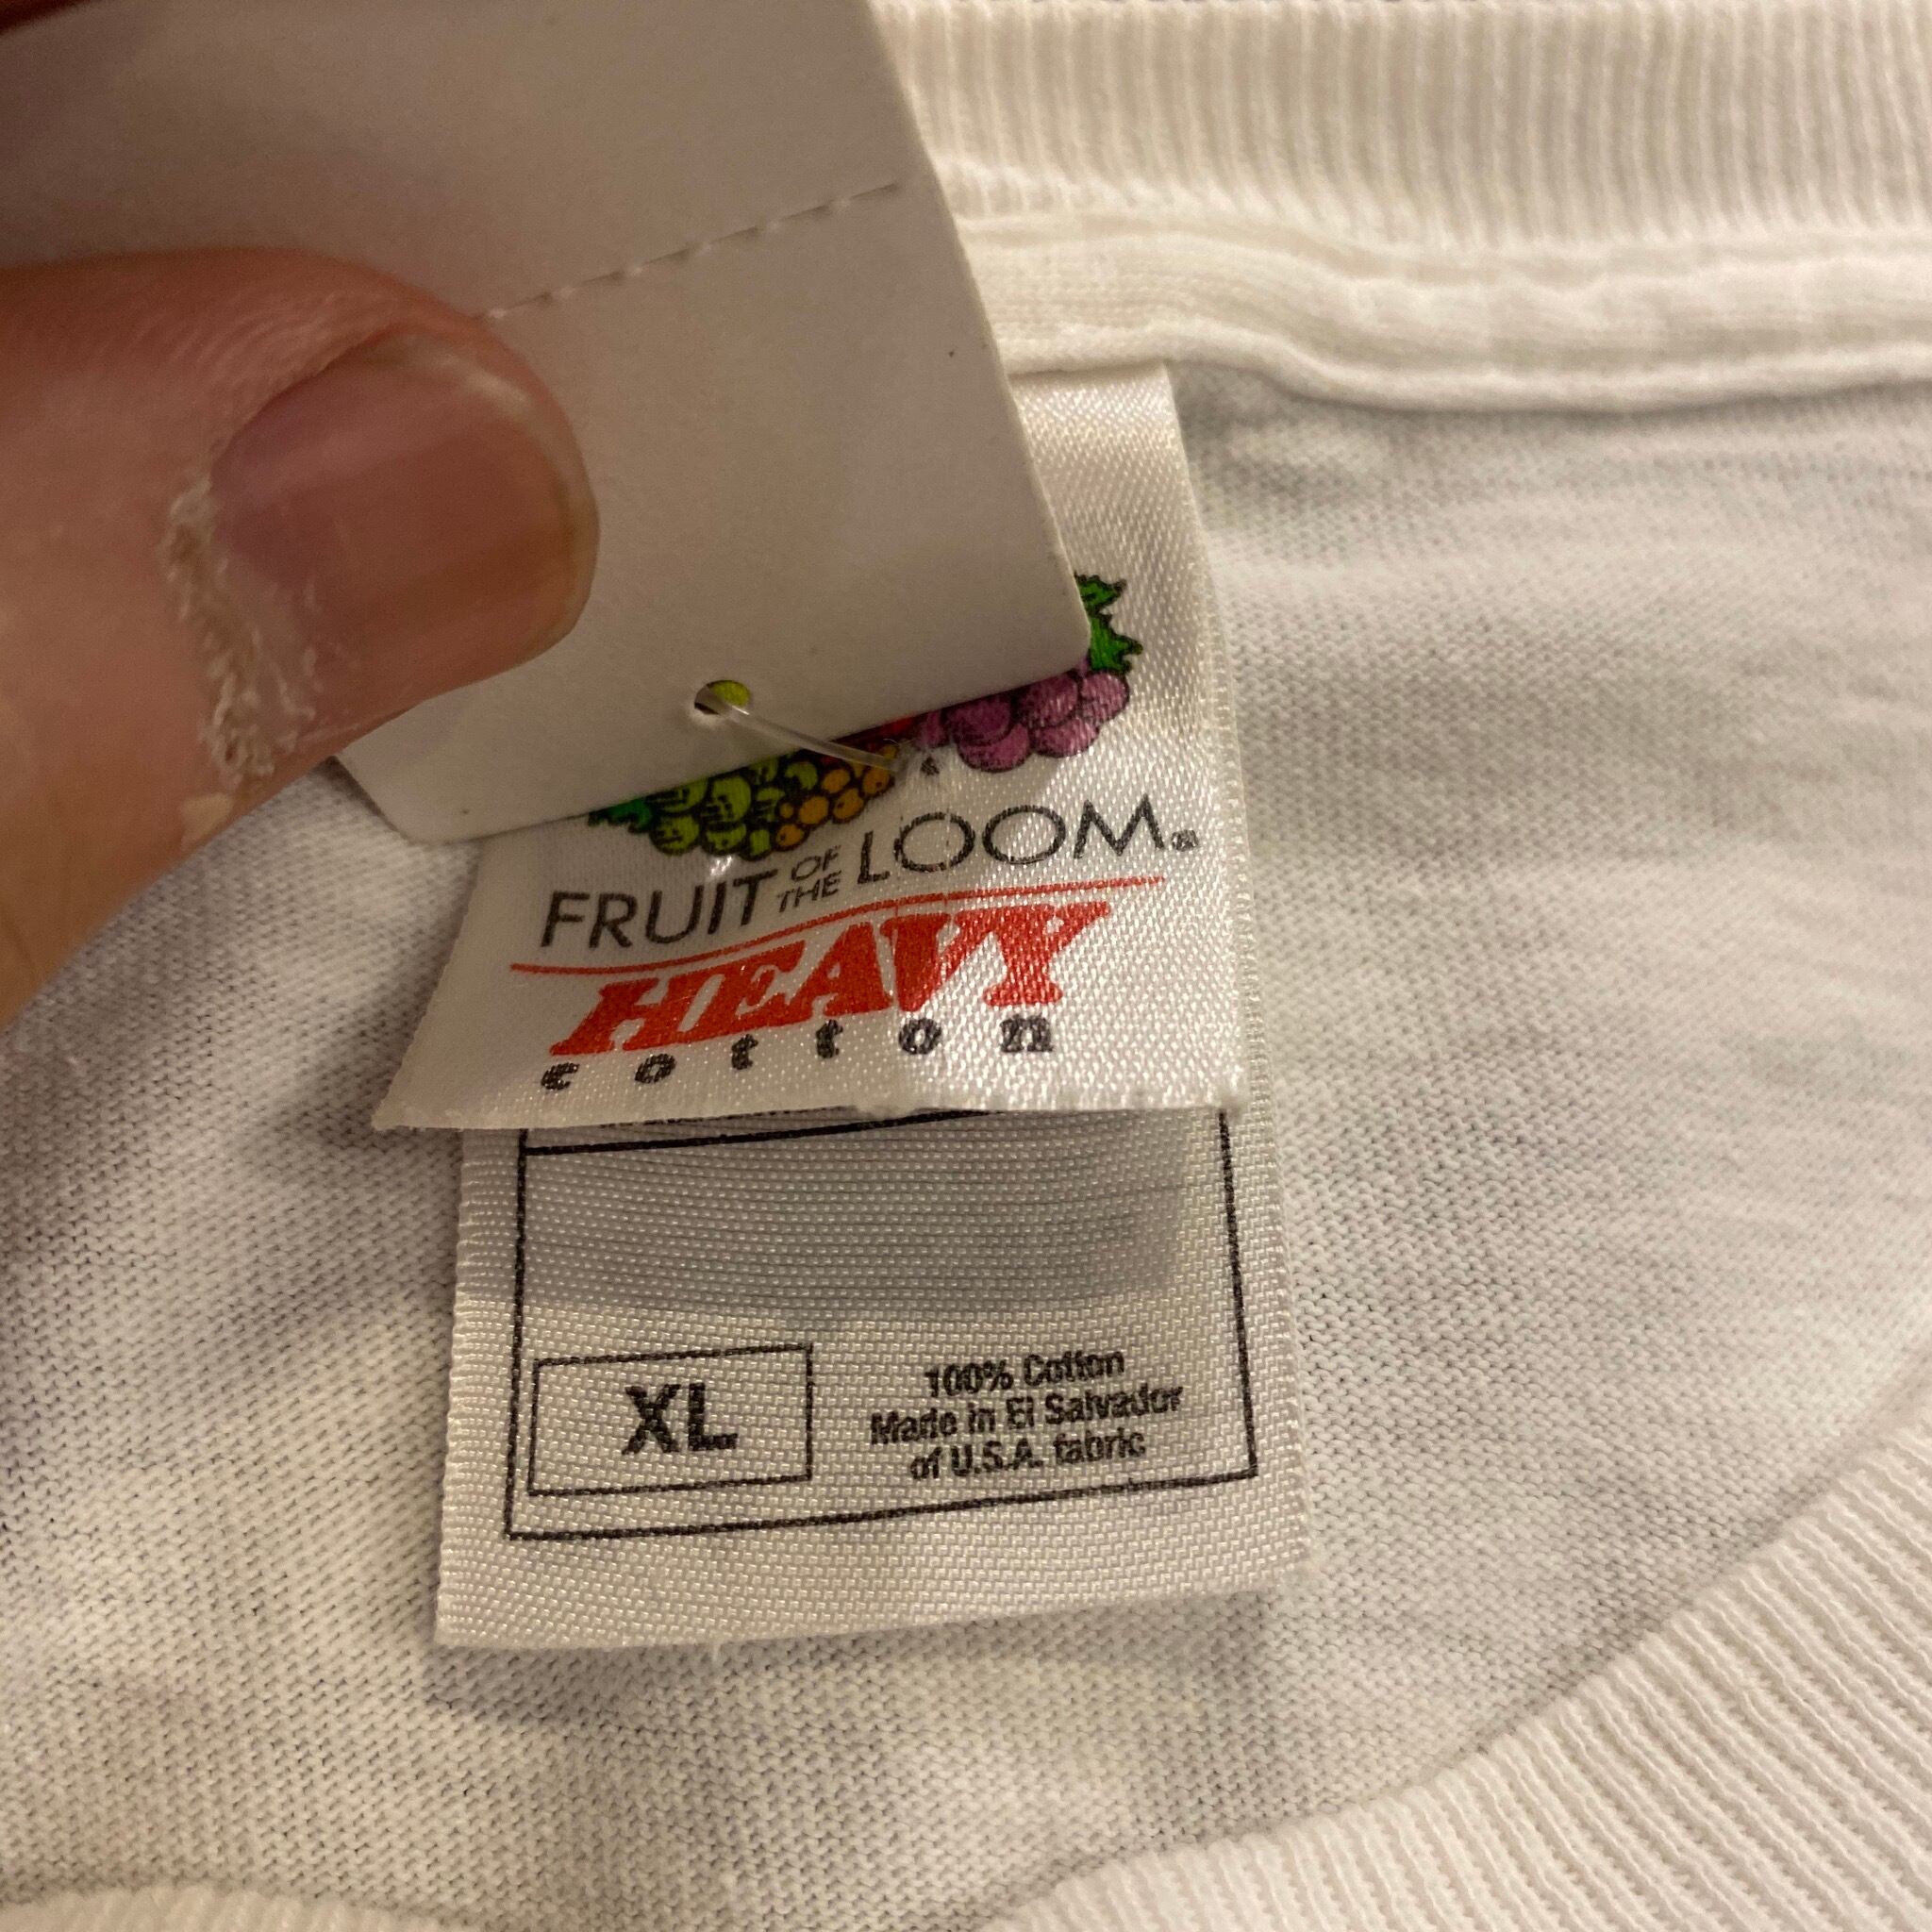 FRUIT OF THE LOOM®
HEAVY
cotton
XL
100% Cotton
Made in El Salvador
of U.S.A. fabric